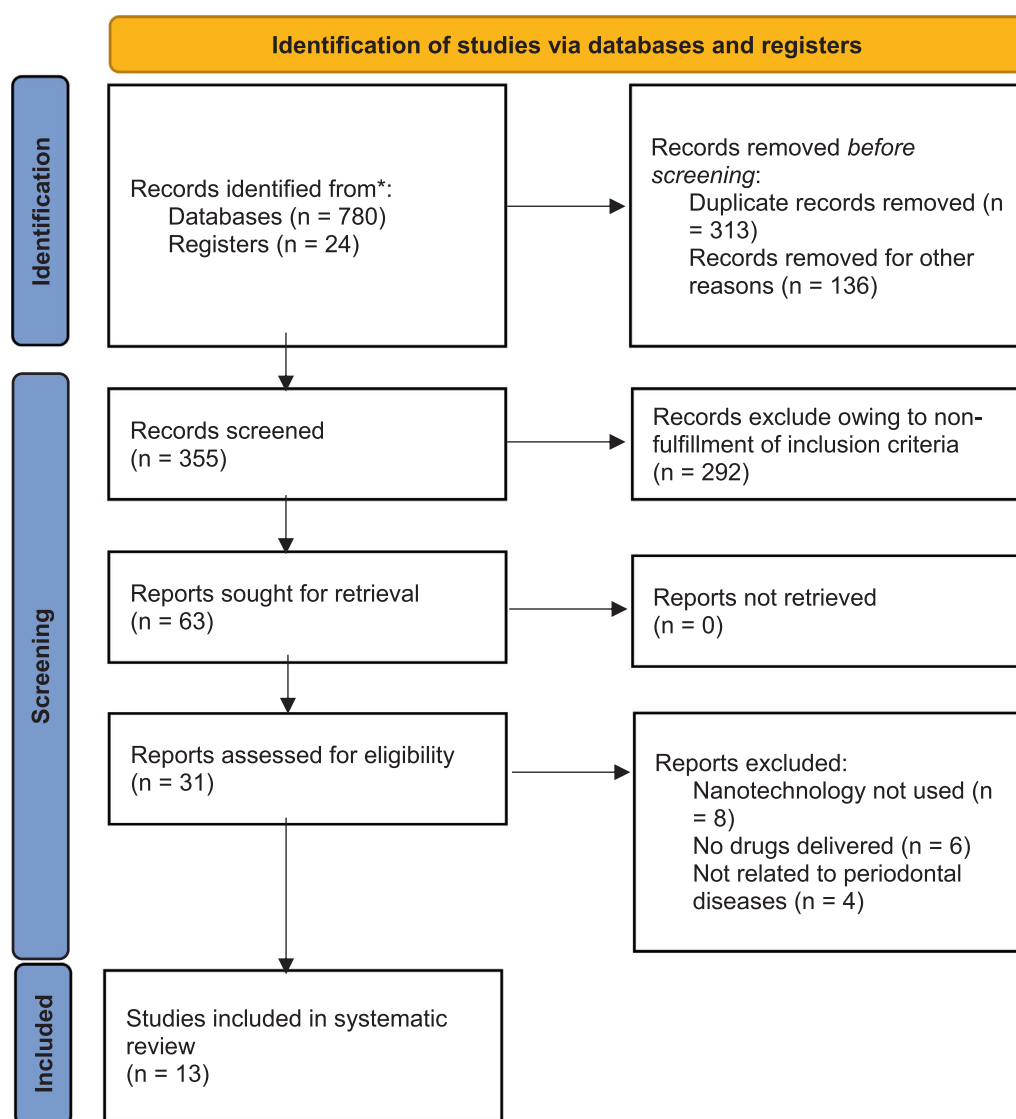 Identification of studies via databases and registers
Identification
Records identified from*:
Databases (n = 780)
Registers (n = 24)
Records removed before
screening:
Duplicate records removed (n
= 313)
Records removed for other
reasons (n = 136)
Screening
Records screened
(n = 355)
Records exclude owing to non-
fulfillment of inclusion criteria
(n = 292)
Reports sought for retrieval
(n = 63)
Reports not retrieved
(n = 0)
Reports assessed for eligibility
(n = 31)
Reports excluded:
Nanotechnology not used (n
= 8)
No drugs delivered (n = 6)
Not related to periodontal
diseases (n = 4)
Included
Studies included in systematic
review
(n = 13)